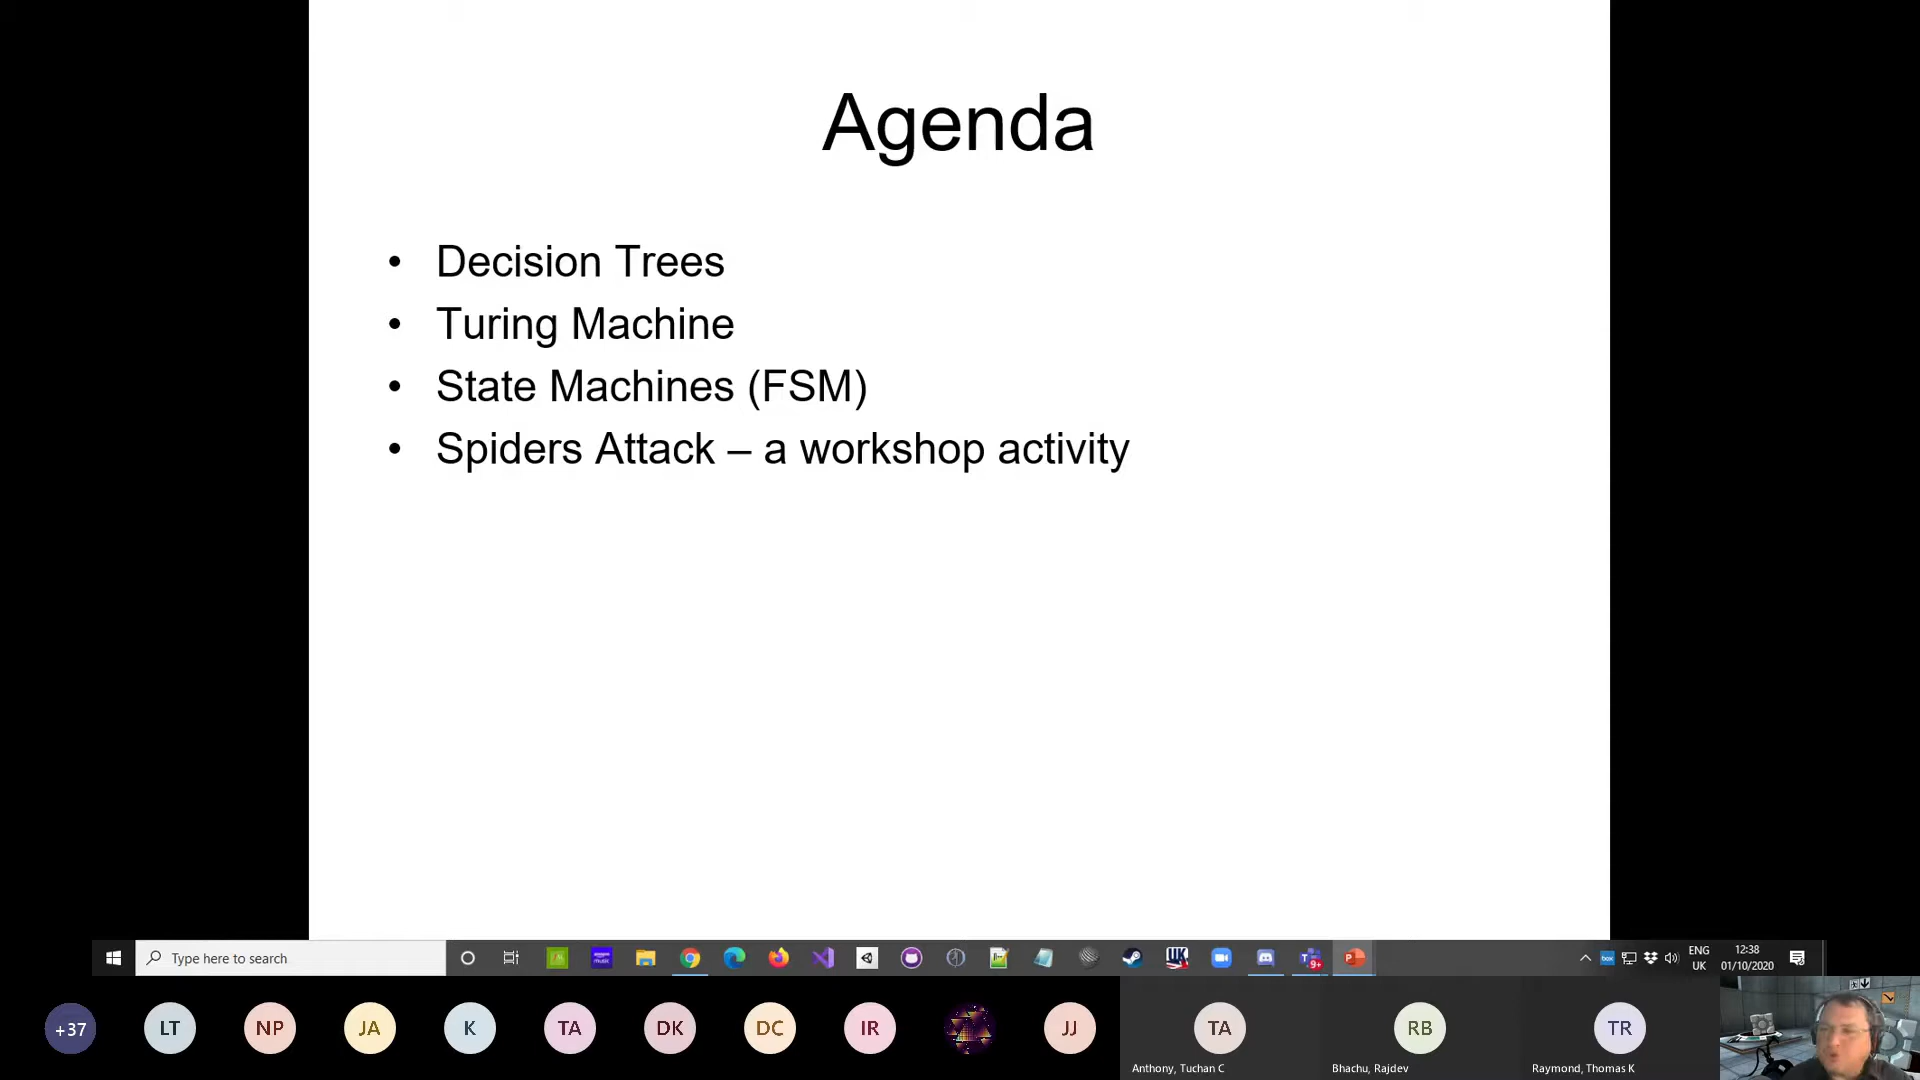 Agenda
• Decision Trees
• Turing Machine
• State Machines (FSM)
• Spiders Attack – a workshop activity
Type here to search
ENG
UK
12:38
01/10/2020
+37
LT
NP
JA
K
TA
DK
DC
IR
JJ
TA
RB
TR
Anthony, Tuchan C
Bhachu, Rajdev
Raymond, Thomas K